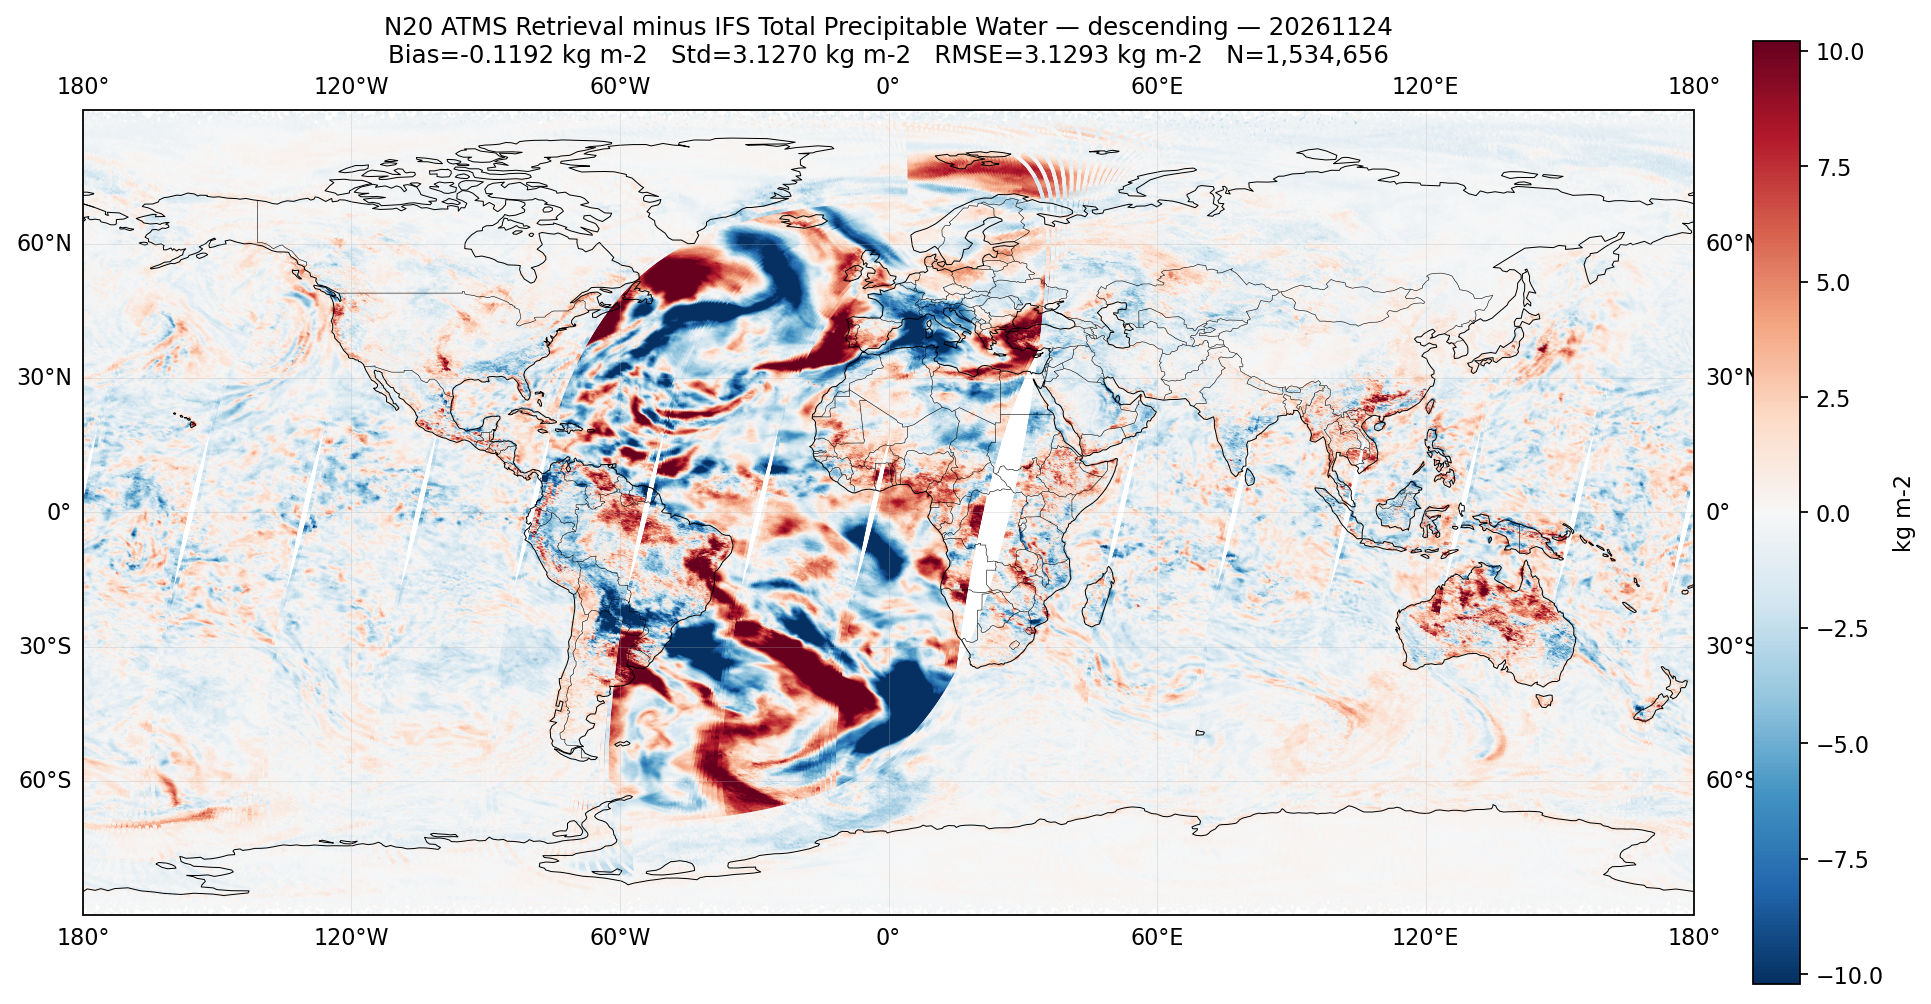 N20 ATMS Retrieval minus IFS Total Precipitable Water — descending — 20261124
Bias=-0.1192 kg m-2 Std=3.1270 kg m-2 RMSE=3.1293 kg m-2 N=1,534,656
180° 120°W 60°W 0° 60°E 120°E 180°
60°N 60°N
30°N 30°N
0° 0°
30°S 30°S
60°S 60°S
180° 120°W 60°W 0° 60°E 120°E 180°
10.0
7.5
5.0
2.5
0.0
−2.5
−5.0
−7.5
−10.0
kg m-2